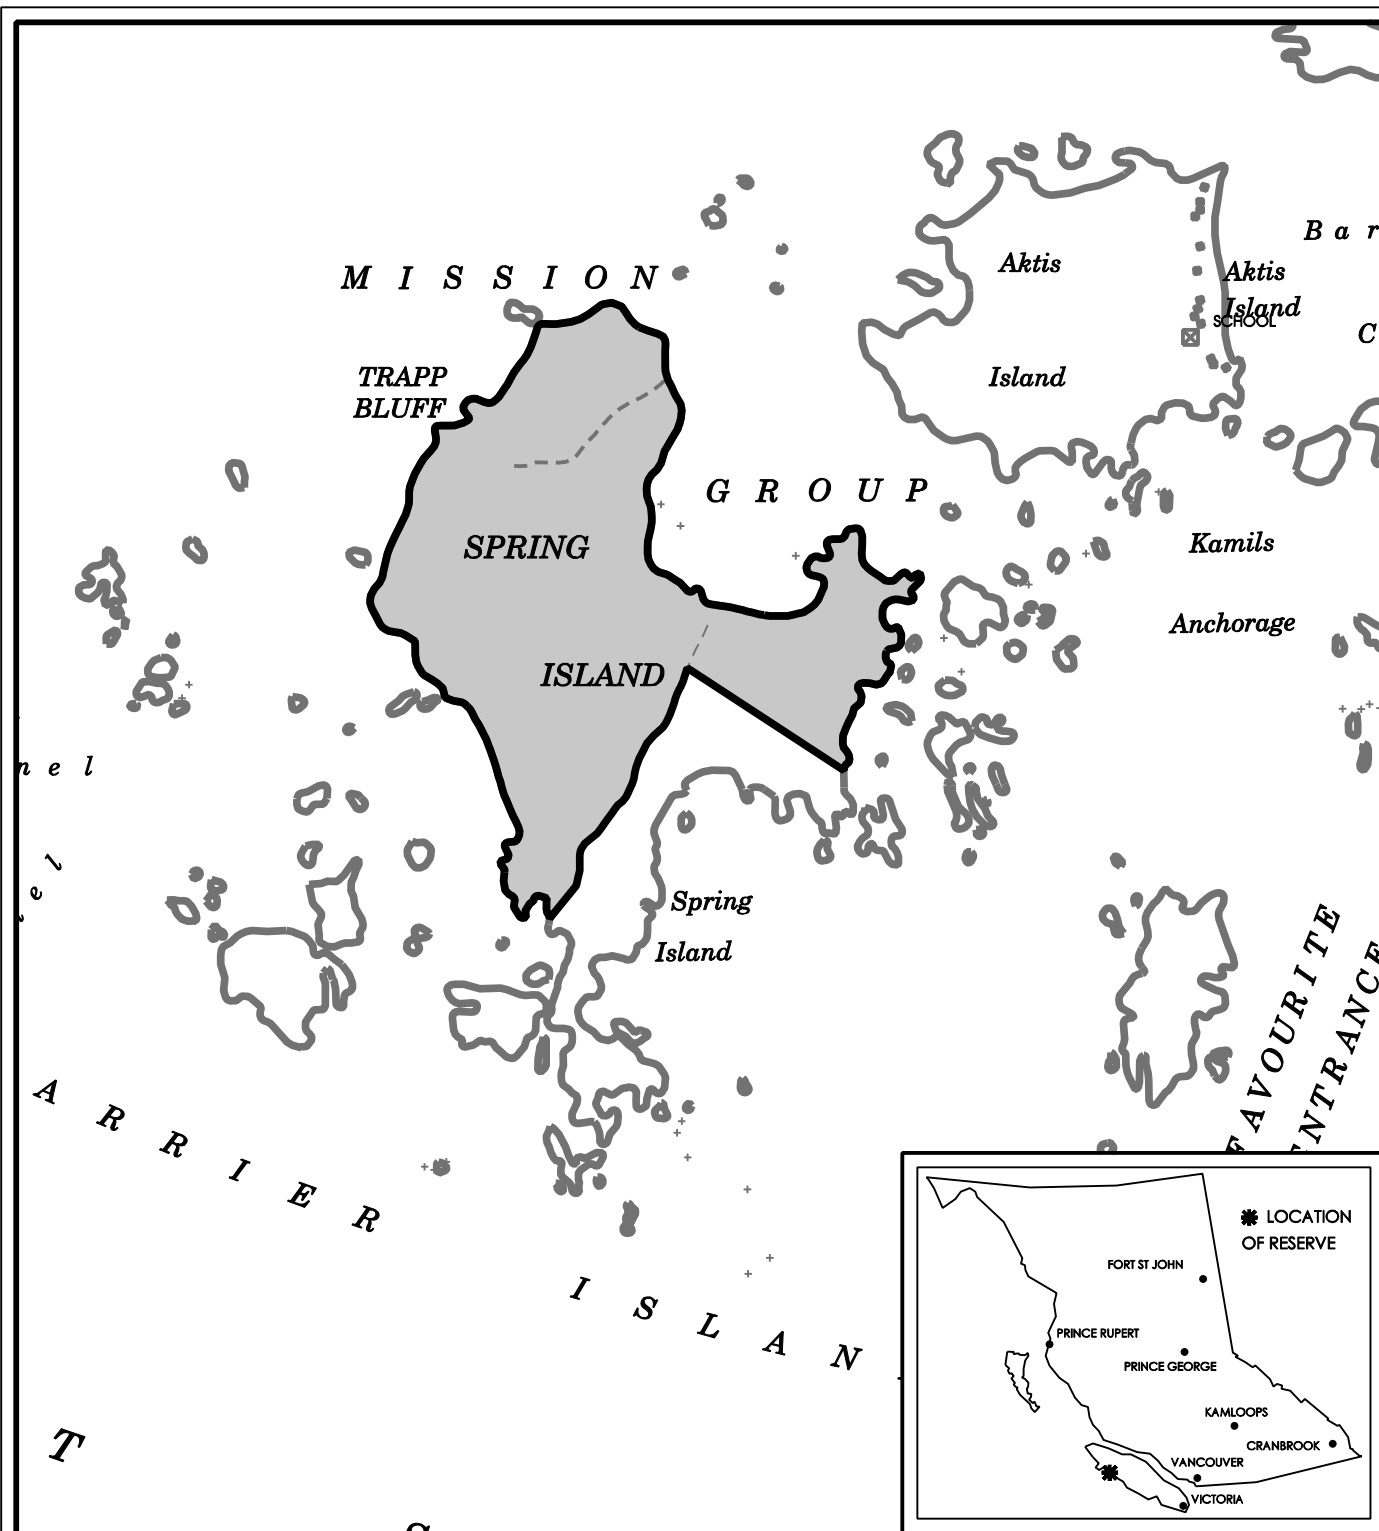 MISSION
Bar
Aktis
Aktis
Island
SCHOOL
C
TRAPP
BLUFF
Island
GROUP
SPRING
Kamils
Anchorage
ISLAND
nel
el
Spring
Island
FAVOURITE
ENTRANCE
ARRIER
ISLAN
T
S
LOCATION
OF RESERVE
FORT ST JOHN
PRINCE RUPERT
PRINCE GEORGE
KAMLOOPS
CRANBROOK
VANCOUVER
VICTORIA